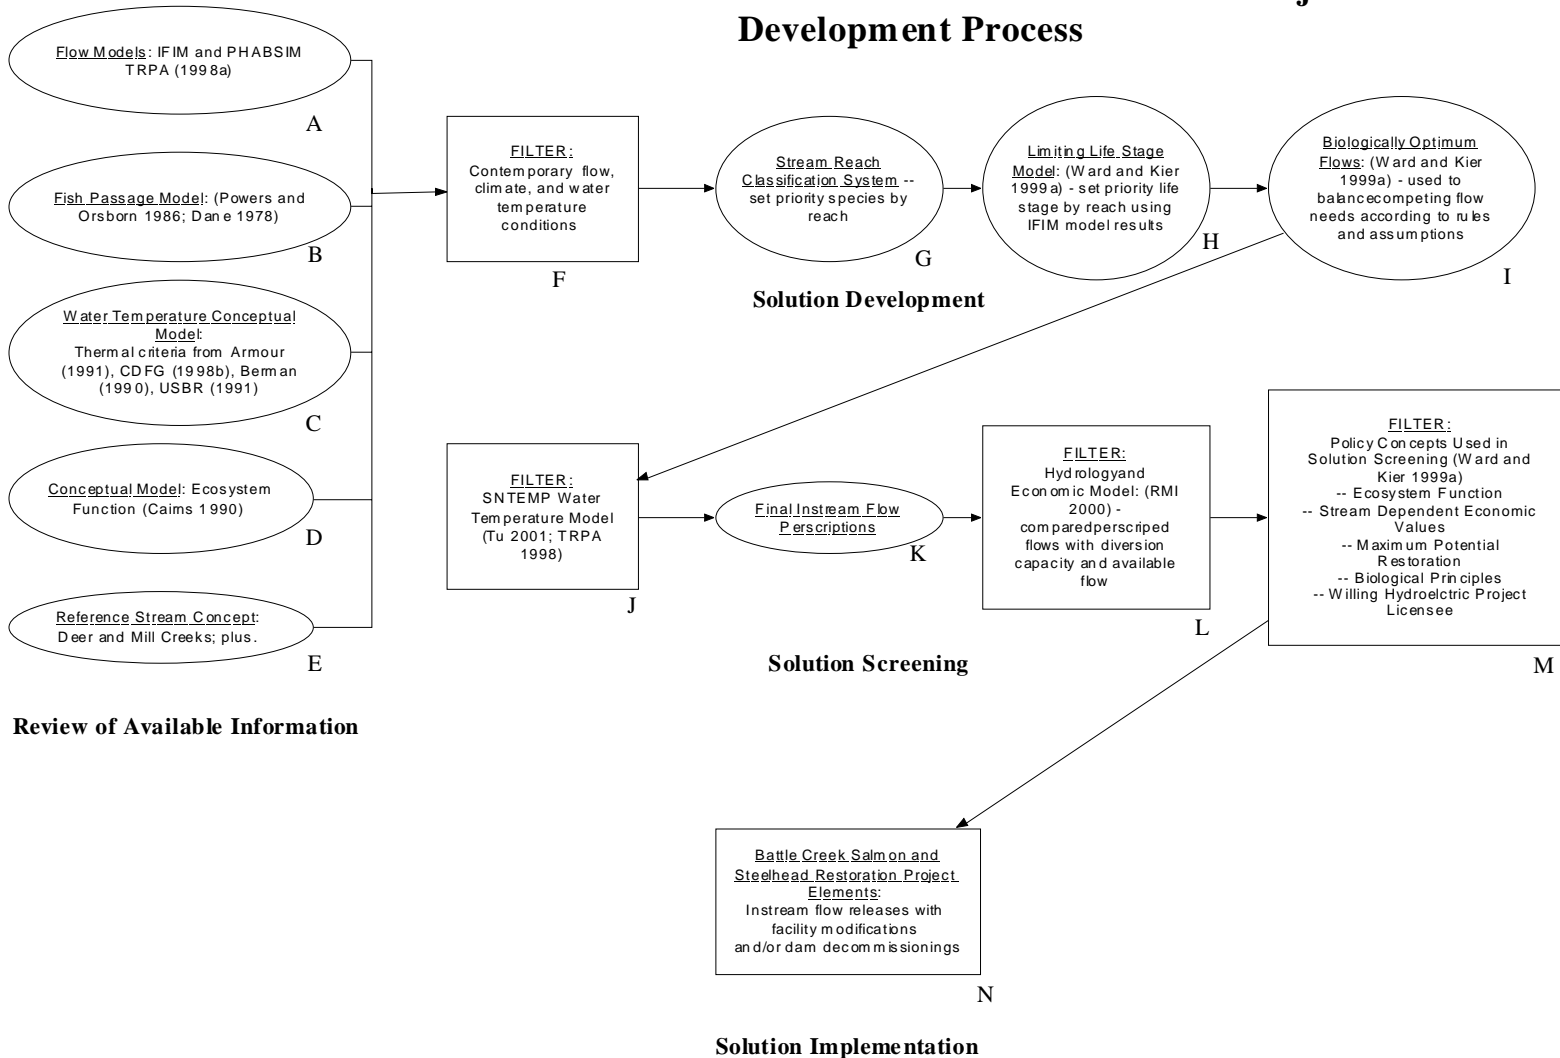 Development Process
Flow Models: IFIM and PHABSIM
TRPA (1998a)
A
Fish Passage Model: (Powers and
Orsborn 1986; Dane 1978)
B
Water Temperature Conceptual
Model:
Thermal criteria from Armour
(1991), CDFG (1998b), Berman
(1990), USBR (1991)
C
Conceptual Model: Ecosystem
Function (Cairns 1990)
D
Reference Stream Concept:
Deer and Mill Creeks; plus.
E
Review of Available Information
FILTER:
Contemporary flow,
climate, and water
temperature
conditions
F
Stream Reach
Classification System --
set priority species by
reach
G
Limiting Life Stage
Model: (Ward and Kier
1999a) - set priority life
stage by reach using
IFIM model results
H
Biologically Optimum
Flows: (Ward and Kier
1999a) - used to
balancecompeting flow
needs according to rules
and assumptions
I
Solution Development
FILTER:
SNTEMP Water
Temperature Model
(Tu 2001; TRPA
1998)
J
Final Instream Flow
Perscriptions
K
FILTER:
Hydrologyand
Economic Model: (RMI
2000) -
comparedperscriped
flows with diversion
capacity and available
flow
L
FILTER:
Policy Concepts Used in
Solution Screening (Ward and
Kier 1999a)
-- Ecosystem Function
-- Stream Dependent Economic
Values
-- Maximum Potential
Restoration
-- Biological Principles
-- Willing Hydroelctric Project
Licensee
M
Solution Screening
Battle Creek Salmon and
Steelhead Restoration Project
Elements:
Instream flow releases with
facility modifications
and/or dam decommissionings
N
Solution Implementation